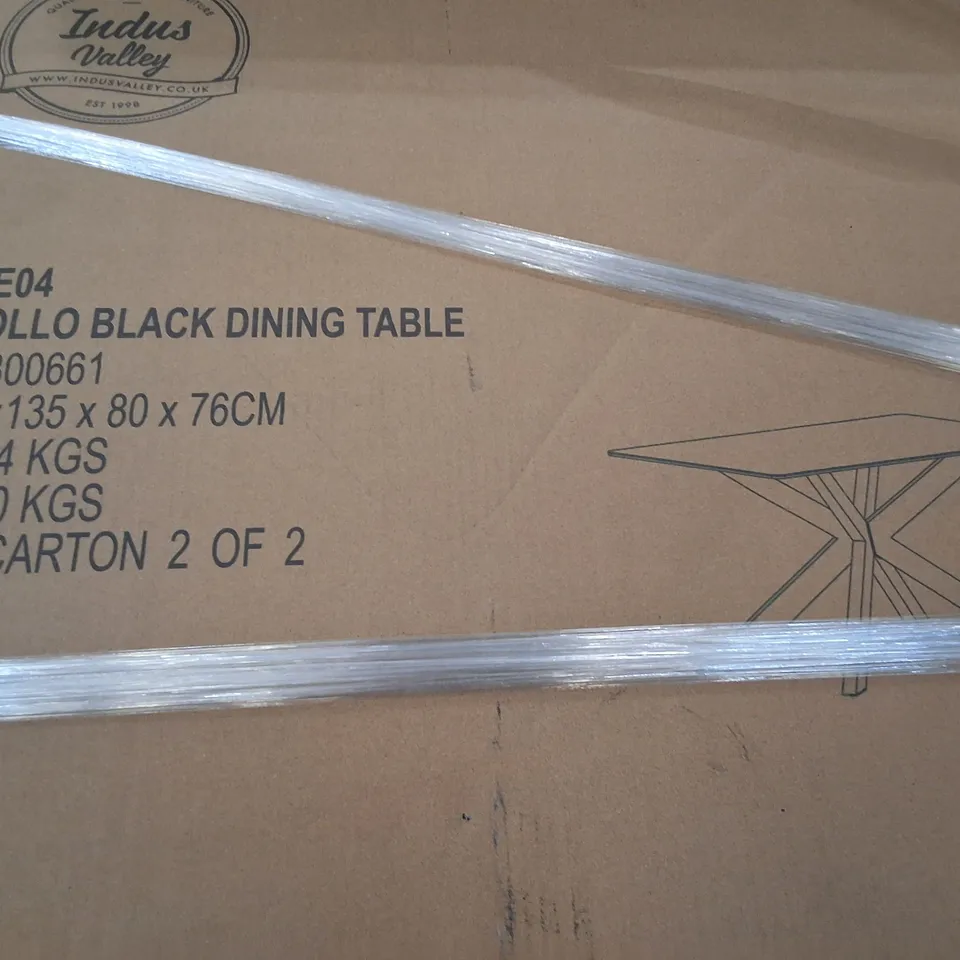 Indus
Valley
WWW.INDUSVALLEY.CO.UK
EST 1998
E04
OLLO BLACK DINING TABLE
300661
135 x 80 x 76CM
4 KGS
0 KGS
CARTON 2 OF 2